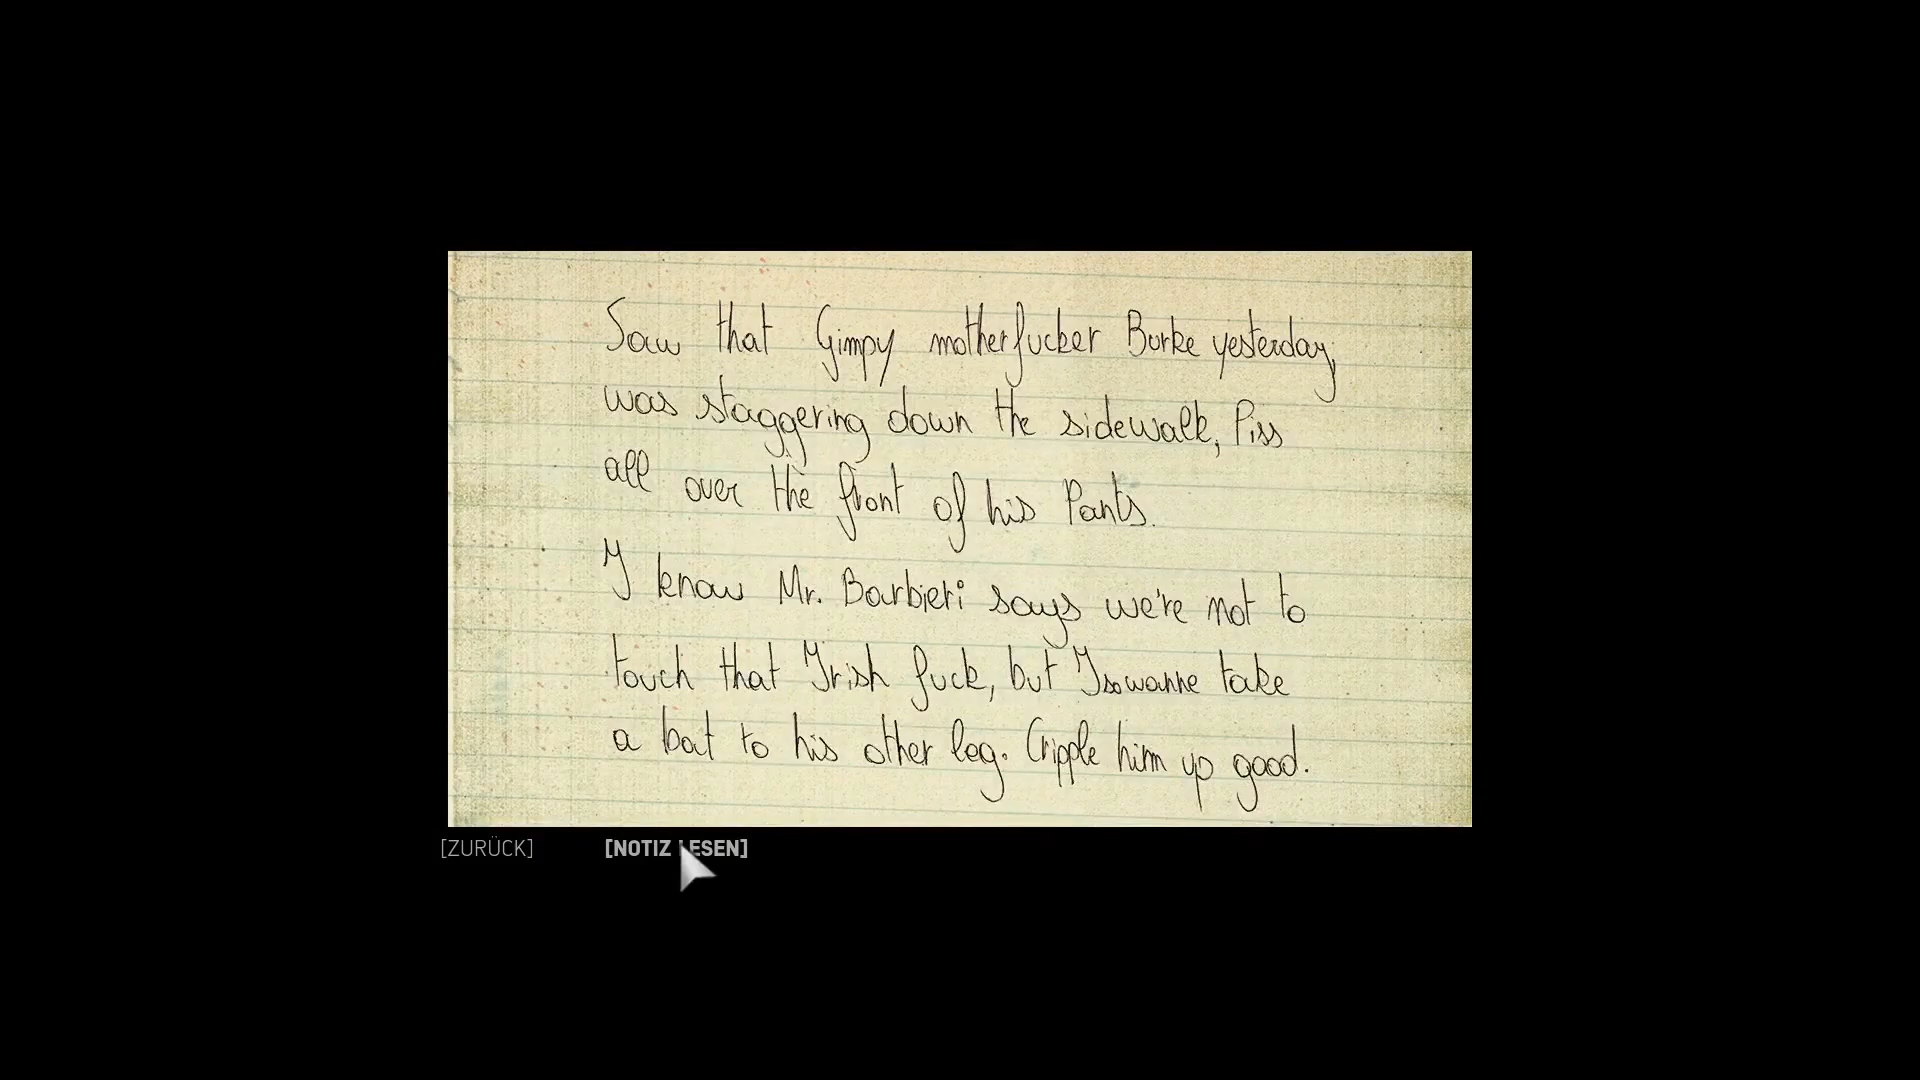 Saw that Gimpy motherfucker Burke yesterday,
was staggering down the sidewalk, Piss
all over the front of his Pants.
I know Mr. Barbieri says we're not to
touch that Irish fuck, but I so wanne take
a bat to his other leg. Cripple him up good.
[ZURÜCK] [NOTIZ LESEN]